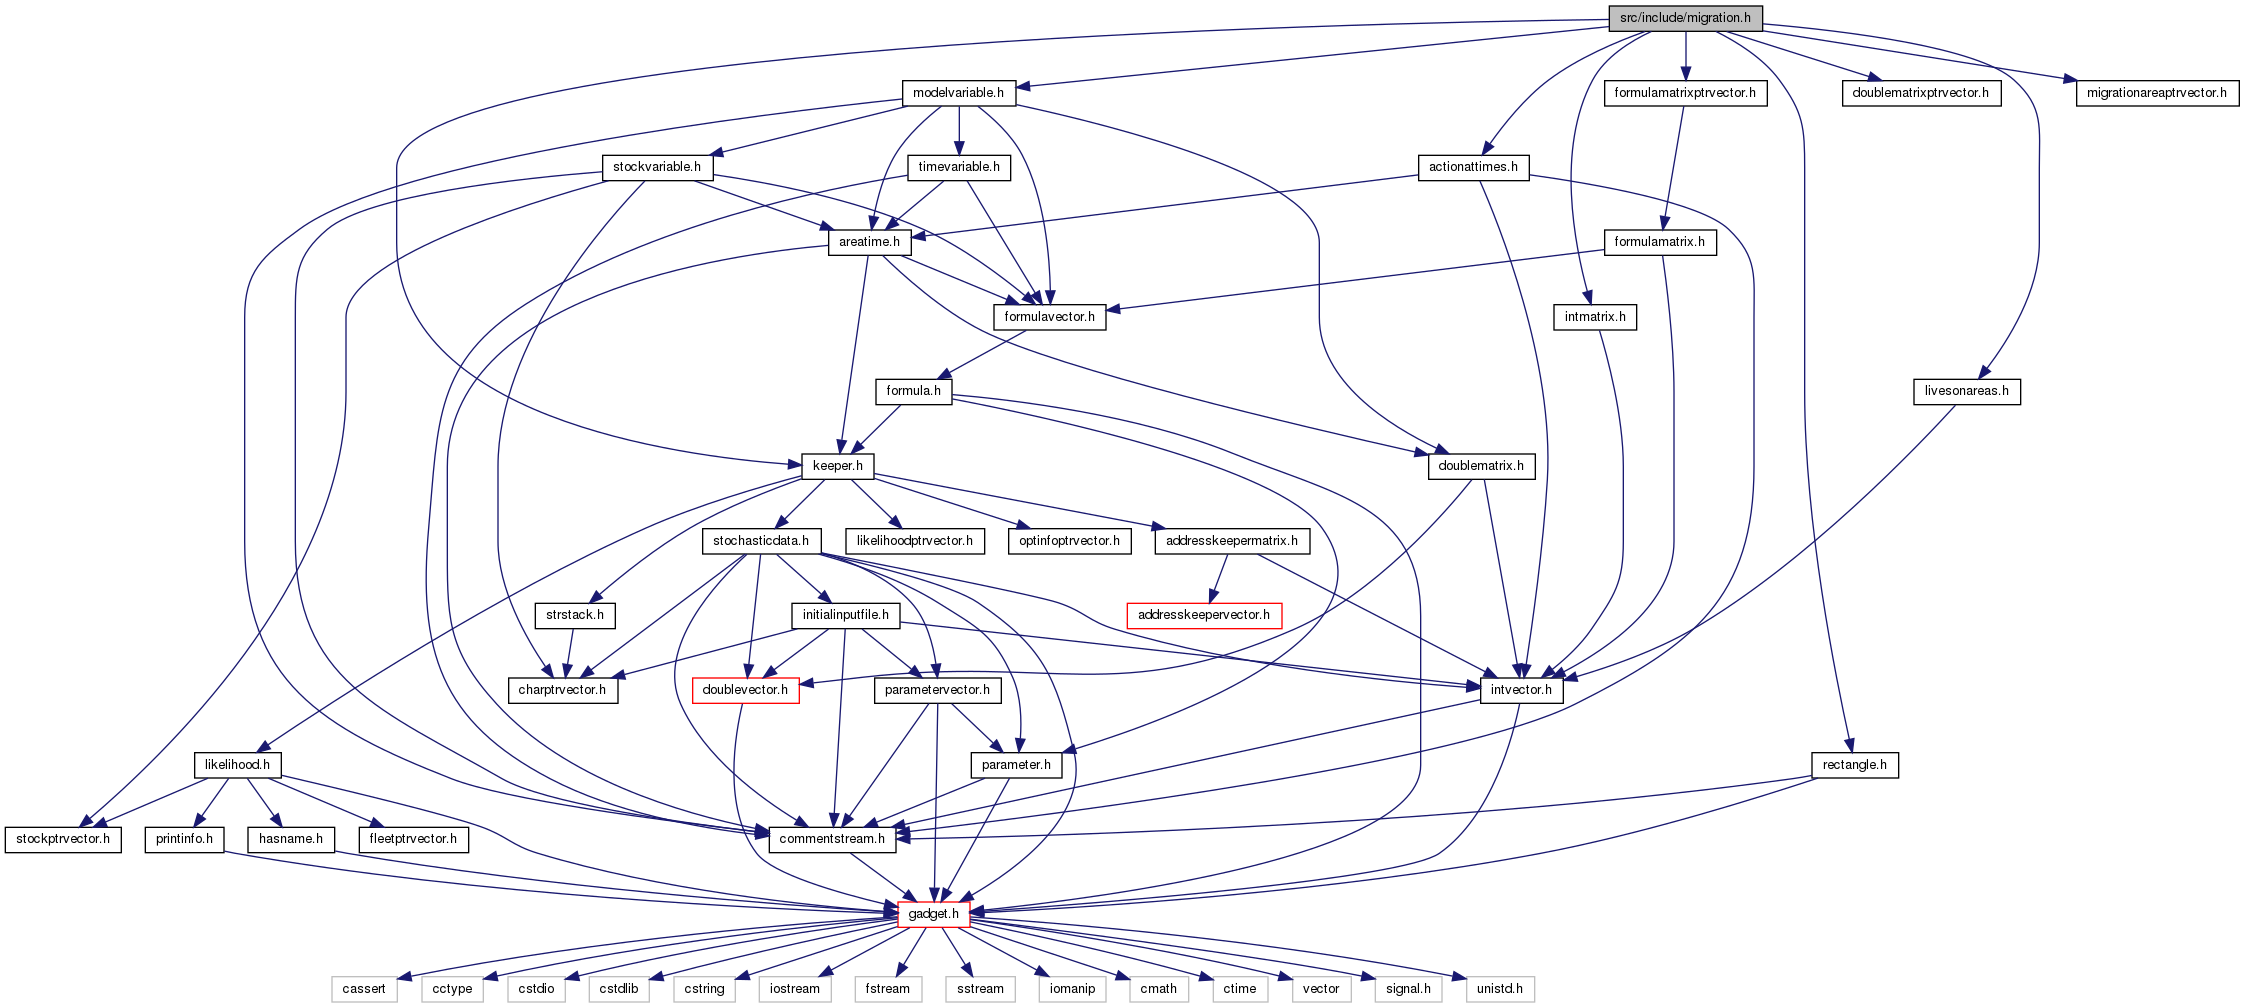 src/include/migration.h
modelvariable.h
formulamatrixptrvector.h
doublematrixptrvector.h
migrationareaptrvector.h
stockvariable.h
timevariable.h
actionattimes.h
areatime.h
formulamatrix.h
formulavector.h
intmatrix.h
formula.h
livesonareas.h
keeper.h
doublematrix.h
stochasticdata.h
likelihoodptrvector.h
optinfoptrvector.h
addresskeepermatrix.h
strstack.h
initialinputfile.h
addresskeepervector.h
charptrvector.h
doublevector.h
parametervector.h
intvector.h
likelihood.h
parameter.h
rectangle.h
stockptrvector.h
printinfo.h
hasname.h
fleetptrvector.h
commentstream.h
gadget.h
cassert
cctype
cstdio
cstdlib
cstring
iostream
fstream
sstream
iomanip
cmath
ctime
vector
signal.h
unistd.h